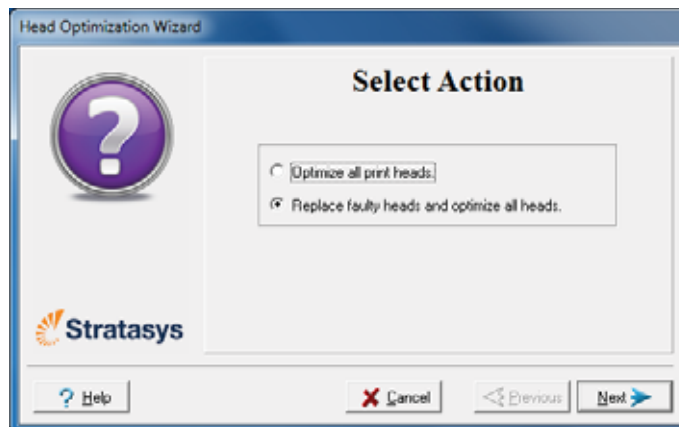 Head Optimization Wizard
Select Action
Optimize all print heads.
Replace faulty heads and optimize all heads.
Stratasys
? Help
Cancel
Previous
Next